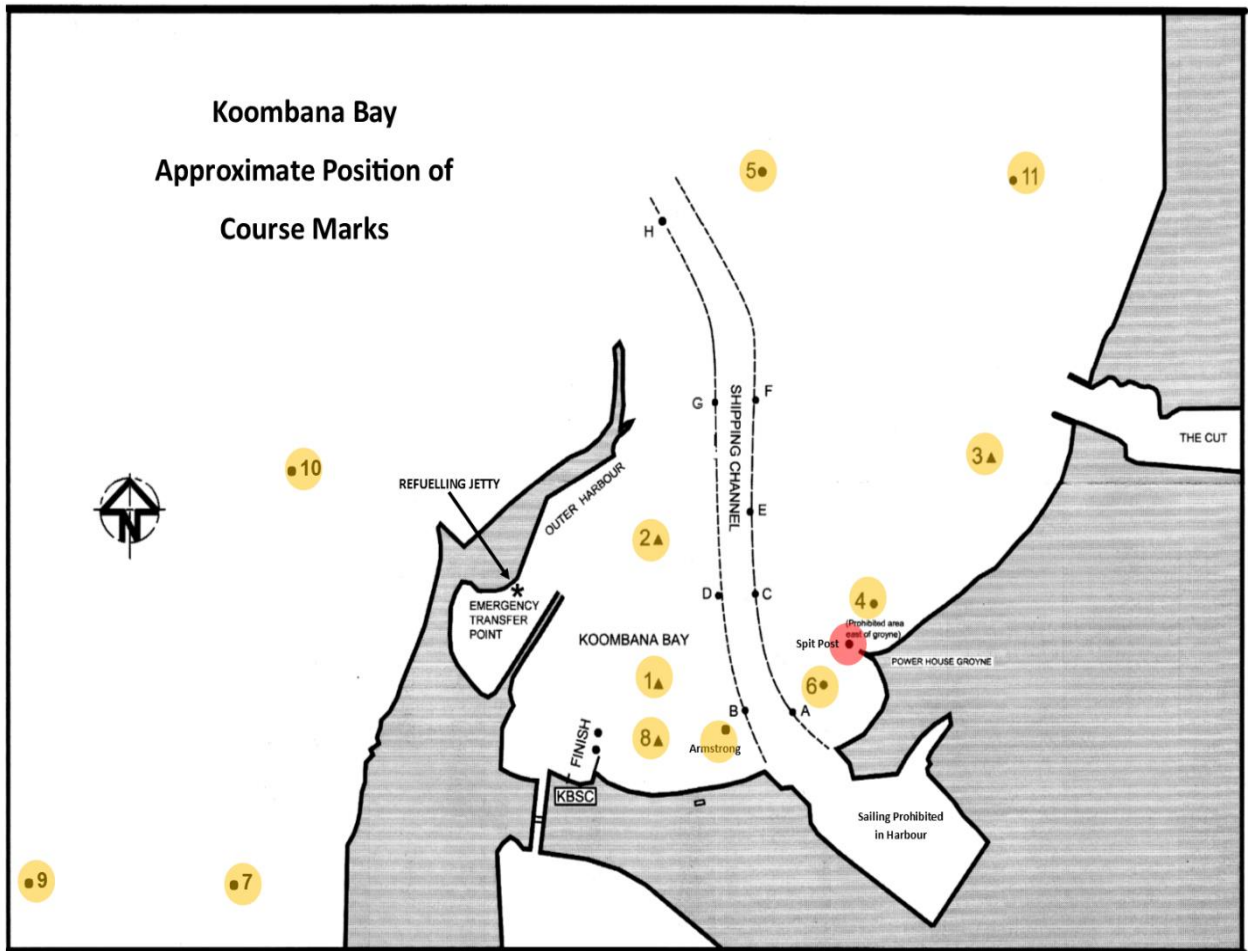 Koombana Bay
Approximate Position of
Course Marks
5
11
H
G
F
SHIPPING CHANNEL
THE CUT
3
10
REFUELLING JETTY
OUTER HARBOUR
N
E
2
D
C
4
EMERGENCY
TRANSFER
POINT
KOOMBANA BAY
(Prohibited area
east of groyne)
Spit Post
POWER HOUSE GROYNE
1
6
B
A
FINISH
8
Armstrong
KBSC
Sailing Prohibited
in Harbour
9
7